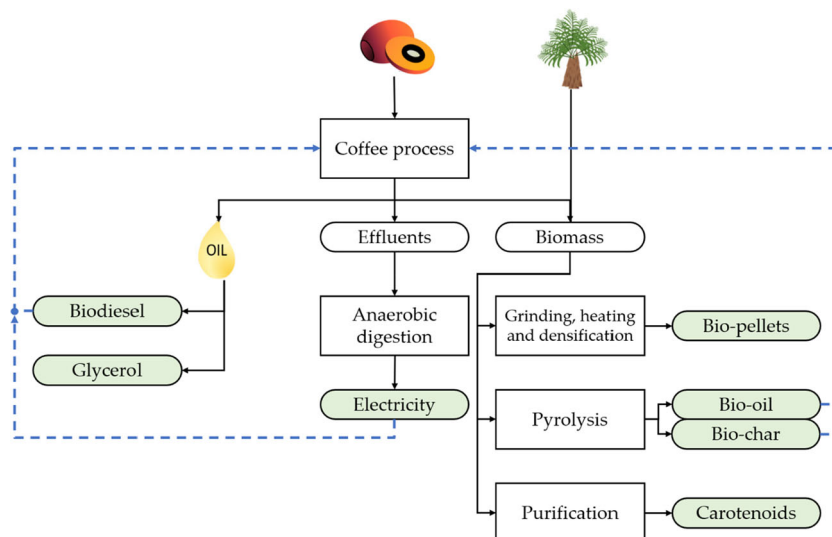 Coffee process
OIL
Effluents
Biomass
Biodiesel
Anaerobic
digestion
Grinding, heating
and densification
Bio-pellets
Glycerol
Electricity
Pyrolysis
Bio-oil
Bio-char
Purification
Carotenoids